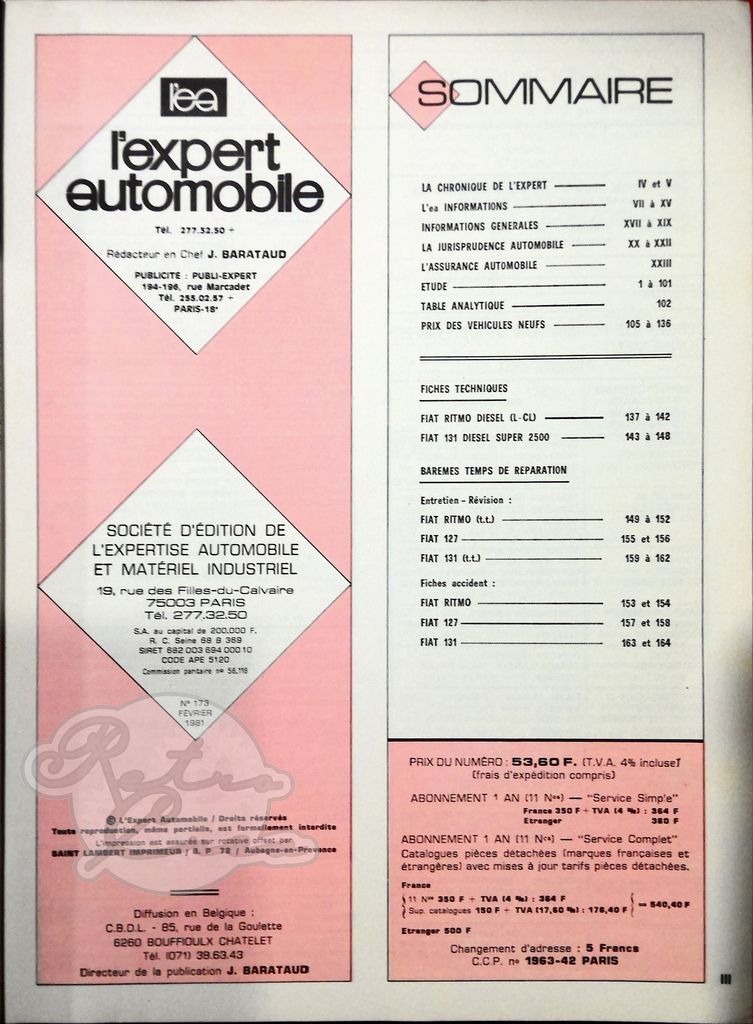 l'ea
l'expert
automobile
Tél. 277.32.50 +
Rédacteur en Chef J. BARATAUD
PUBLICITE : PUBLI-EXPERT
194-196, rue Marcadet
Tél. 255.02.57 +
PARIS-18e
SOCIÉTÉ D'ÉDITION DE
L'EXPERTISE AUTOMOBILE
ET MATÉRIEL INDUSTRIEL
19, rue des Filles-du-Calvaire
75003 PARIS
Tél. 277.32.50
S.A. au capital de 200.000 F.
R. C. Seine 68 B 369
SIRET 682 003 694 000 10
CODE APE 5120
Commission paritaire n° 56.116
N° 173
FÉVRIER
1981
Retro
© L'Expert Automobile / Droits réservés
Toute reproduction, même partielle, est formellement interdite
L'impression est assurée sur rotative offset par
SAINT LAMBERT IMPRIMEUR / B. P. 72 / Aubagne-en-Provence
Diffusion en Belgique :
C.B.D.L. - 85, rue de la Goulette
6260 BOUFFIOULX CHATELET
Tél. (071) 38.63.43
Directeur de la publication J. BARATAUD
SOMMAIRE
LA CHRONIQUE DE L'EXPERT IV et V
L'ea INFORMATIONS VII à XV
INFORMATIONS GENERALES XVII à XIX
LA JURISPRUDENCE AUTOMOBILE XX à XXII
L'ASSURANCE AUTOMOBILE XXIII
ETUDE 1 à 101
TABLE ANALYTIQUE 102
PRIX DES VEHICULES NEUFS 105 à 136
FICHES TECHNIQUES
FIAT RITMO DIESEL (L-CL) 137 à 142
FIAT 131 DIESEL SUPER 2500 143 à 148
BAREMES TEMPS DE REPARATION
Entretien - Révision :
FIAT RITMO (t.t.) 149 à 152
FIAT 127 155 et 156
FIAT 131 (t.t.) 159 à 162
Fiches accident :
FIAT RITMO 153 et 154
FIAT 127 157 et 158
FIAT 131 163 et 164
PRIX DU NUMÉRO : 53,60 F. (T.V.A. 4% incluse)
(frais d'expédition compris)
ABONNEMENT 1 AN (11 Nos) — "Service Simple"
France 350 F + TVA (4 %) : 364 F
Etranger 380 F
ABONNEMENT 1 AN (11 Nos) — "Service Complet"
Catalogues pièces détachées (marques françaises et
étrangères) avec mises à jour tarifs pièces détachées.
France
11 Nos 350 F + TVA (4 %) : 364 F
Sup. catalogues 150 F + TVA (17,60 %) : 176,40 F = 540,40 F
Etranger 500 F
Changement d'adresse : 5 Francs
C.C.P. n° 1963-42 PARIS
III